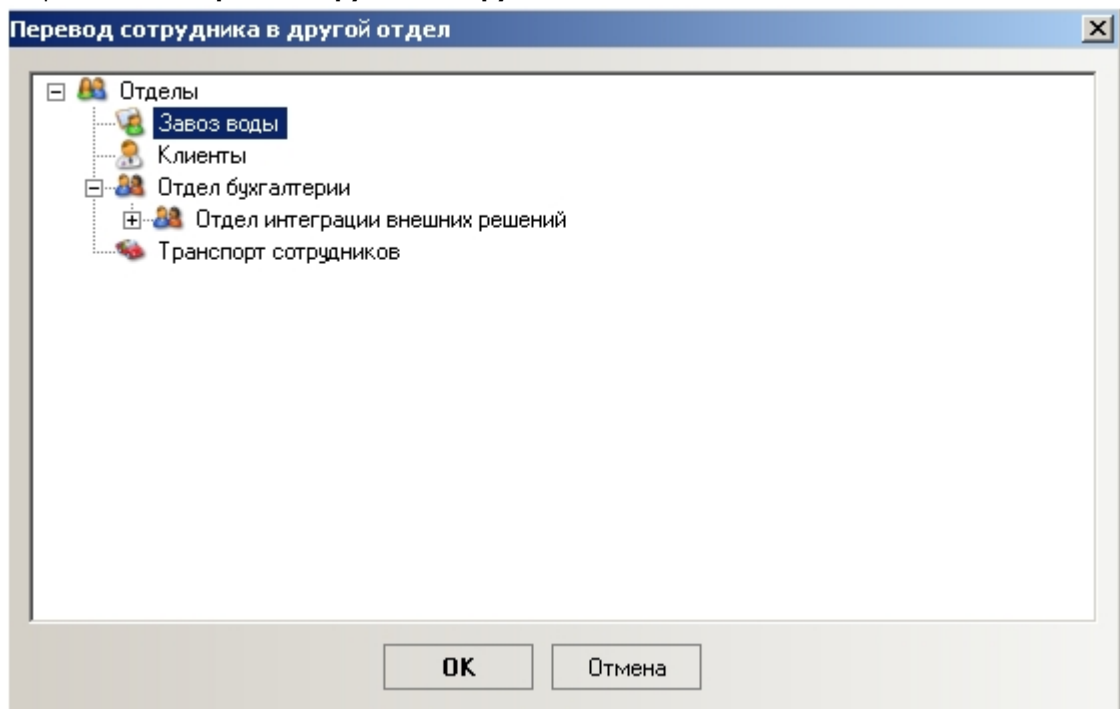 Перевод сотрудника в другой отдел
Отделы
Завоз воды
Клиенты
Отдел бухгалтерии
Отдел интеграции внешних решений
Транспорт сотрудников
OK
Отмена